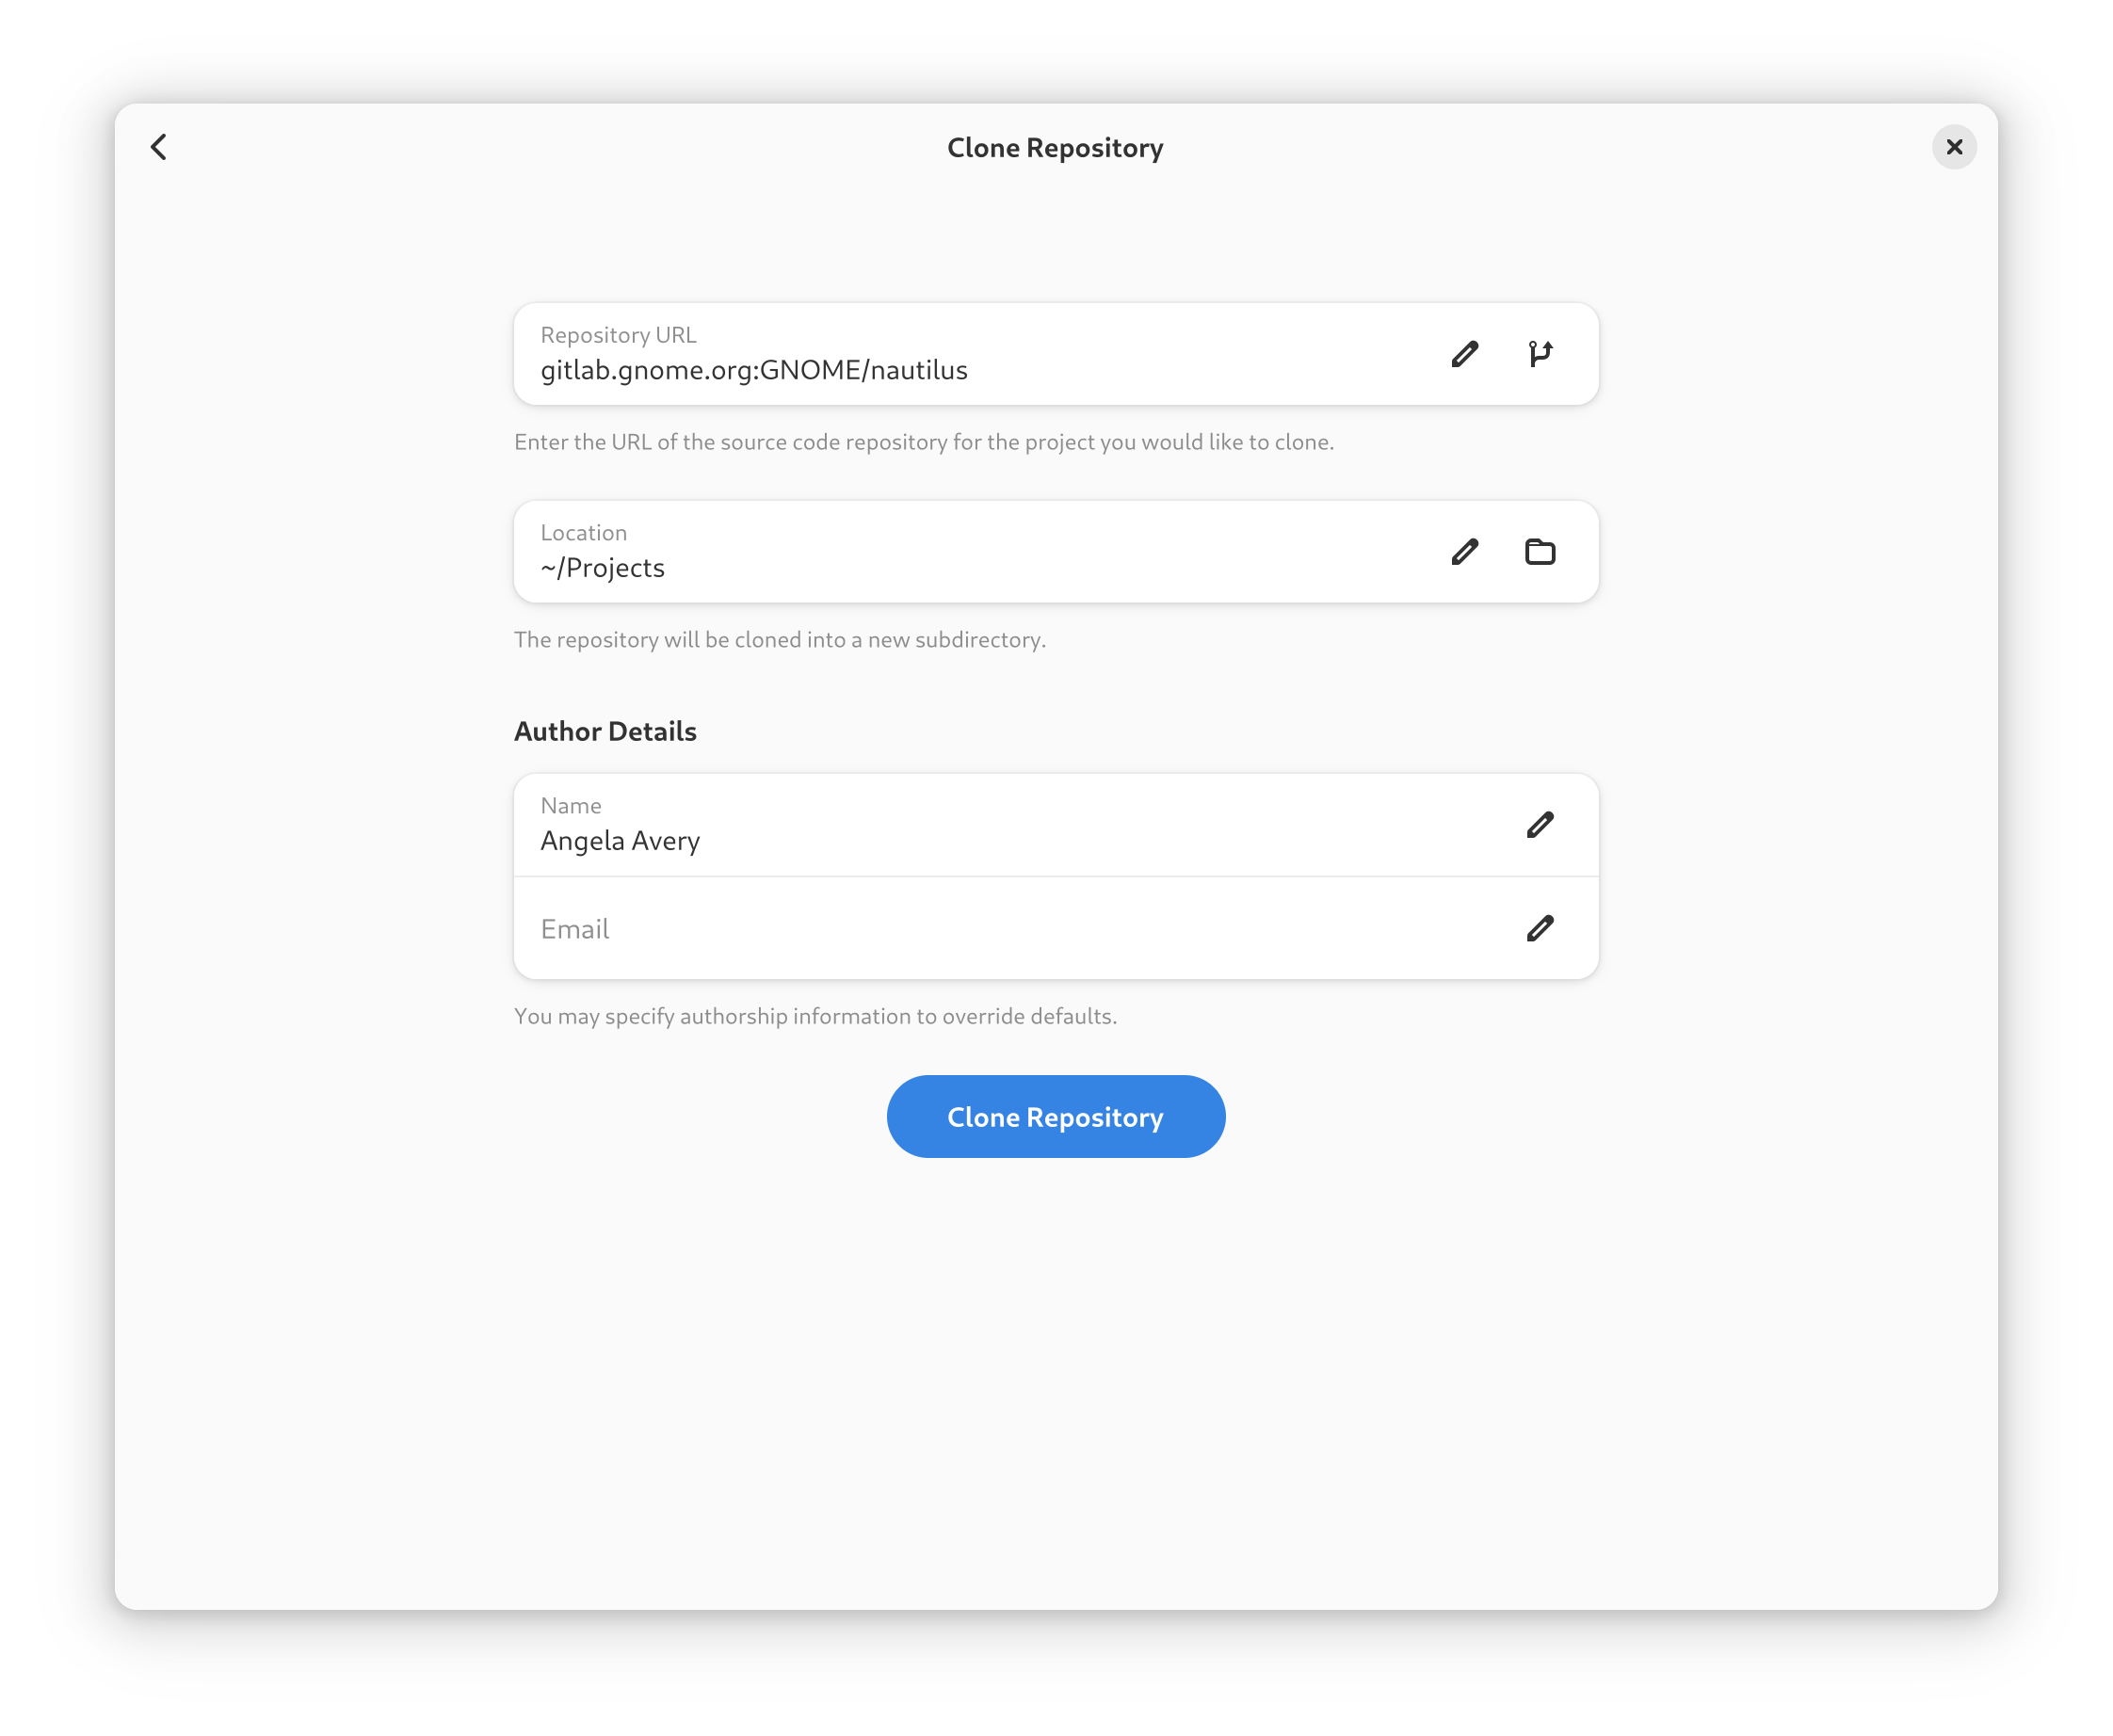 Clone Repository
Repository URL
gitlab.gnome.org:GNOME/nautilus
Enter the URL of the source code repository for the project you would like to clone.
Location
~/Projects
The repository will be cloned into a new subdirectory.
Author Details
Name
Angela Avery
Email
You may specify authorship information to override defaults.
Clone Repository